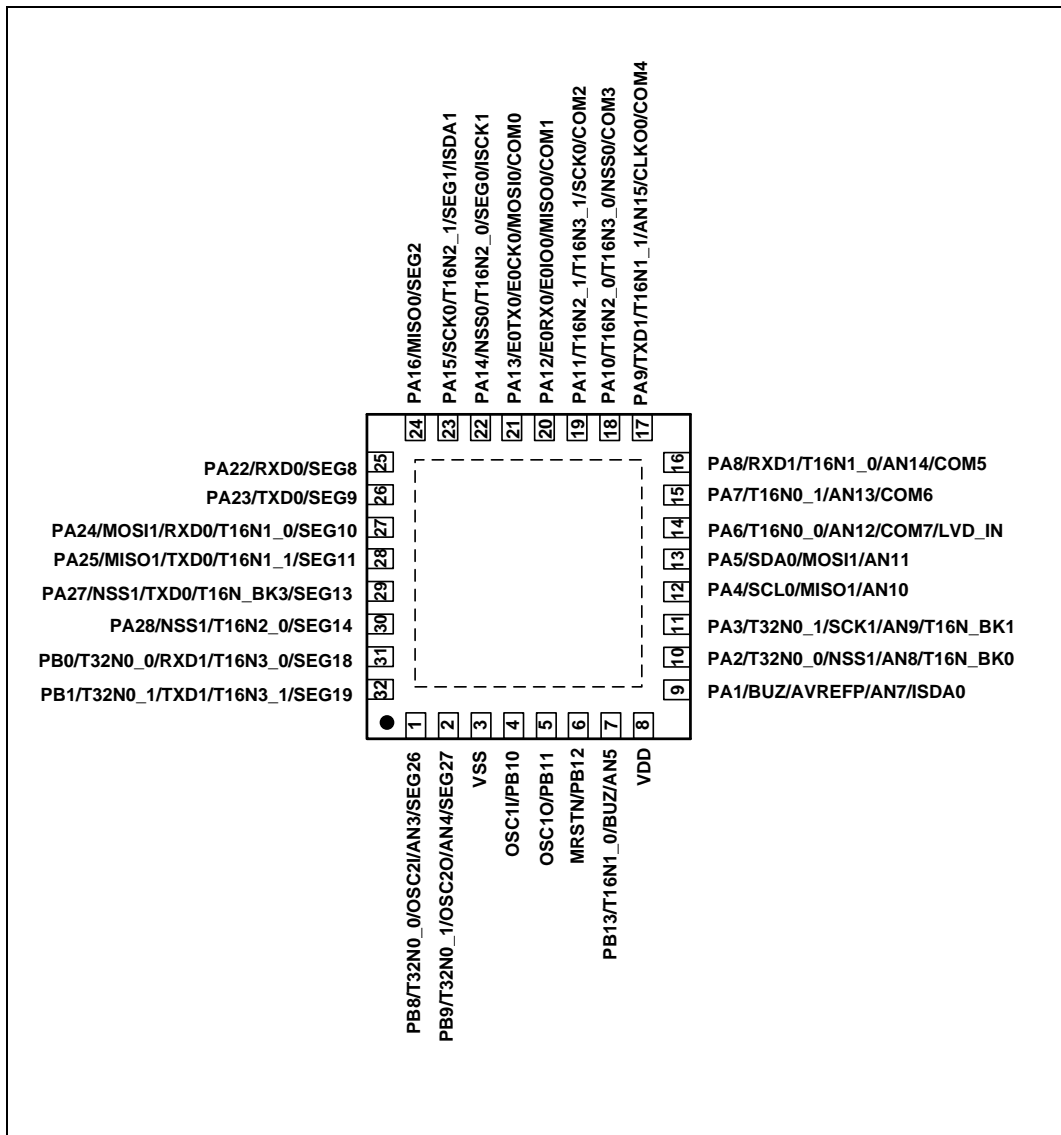 PA16/MISO0/SEG2
PA15/SCK0/T16N2_1/SEG1/ISDA1
PA14/NSS0/T16N2_0/SEG0/ISCK1
PA13/E0TX0/E0CK0/MOSI0/COM0
PA12/E0RX0/E0IO0/MISO0/COM1
PA11/T16N2_1/T16N3_1/SCK0/COM2
PA10/T16N2_0/T16N3_0/NSS0/COM3
PA9/TXD1/T16N1_1/AN15/CLKO0/COM4
24
23
22
21
20
19
18
17
PA22/RXD0/SEG8
25
16
PA8/RXD1/T16N1_0/AN14/COM5
PA23/TXD0/SEG9
26
15
PA7/T16N0_1/AN13/COM6
PA24/MOSI1/RXD0/T16N1_0/SEG10
27
14
PA6/T16N0_0/AN12/COM7/LVD_IN
PA25/MISO1/TXD0/T16N1_1/SEG11
28
13
PA5/SDA0/MOSI1/AN11
PA27/NSS1/TXD0/T16N_BK3/SEG13
29
12
PA4/SCL0/MISO1/AN10
PA28/NSS1/T16N2_0/SEG14
30
11
PA3/T32N0_1/SCK1/AN9/T16N_BK1
PB0/T32N0_0/RXD1/T16N3_0/SEG18
31
10
PA2/T32N0_0/NSS1/AN8/T16N_BK0
PB1/T32N0_1/TXD1/T16N3_1/SEG19
32
9
PA1/BUZ/AVREFP/AN7/ISDA0
1
2
3
4
5
6
7
8
PB8/T32N0_0/OSC2I/AN3/SEG26
PB9/T32N0_1/OSC2O/AN4/SEG27
VSS
OSC1I/PB10
OSC1O/PB11
MRSTN/PB12
PB13/T16N1_0/BUZ/AN5
VDD